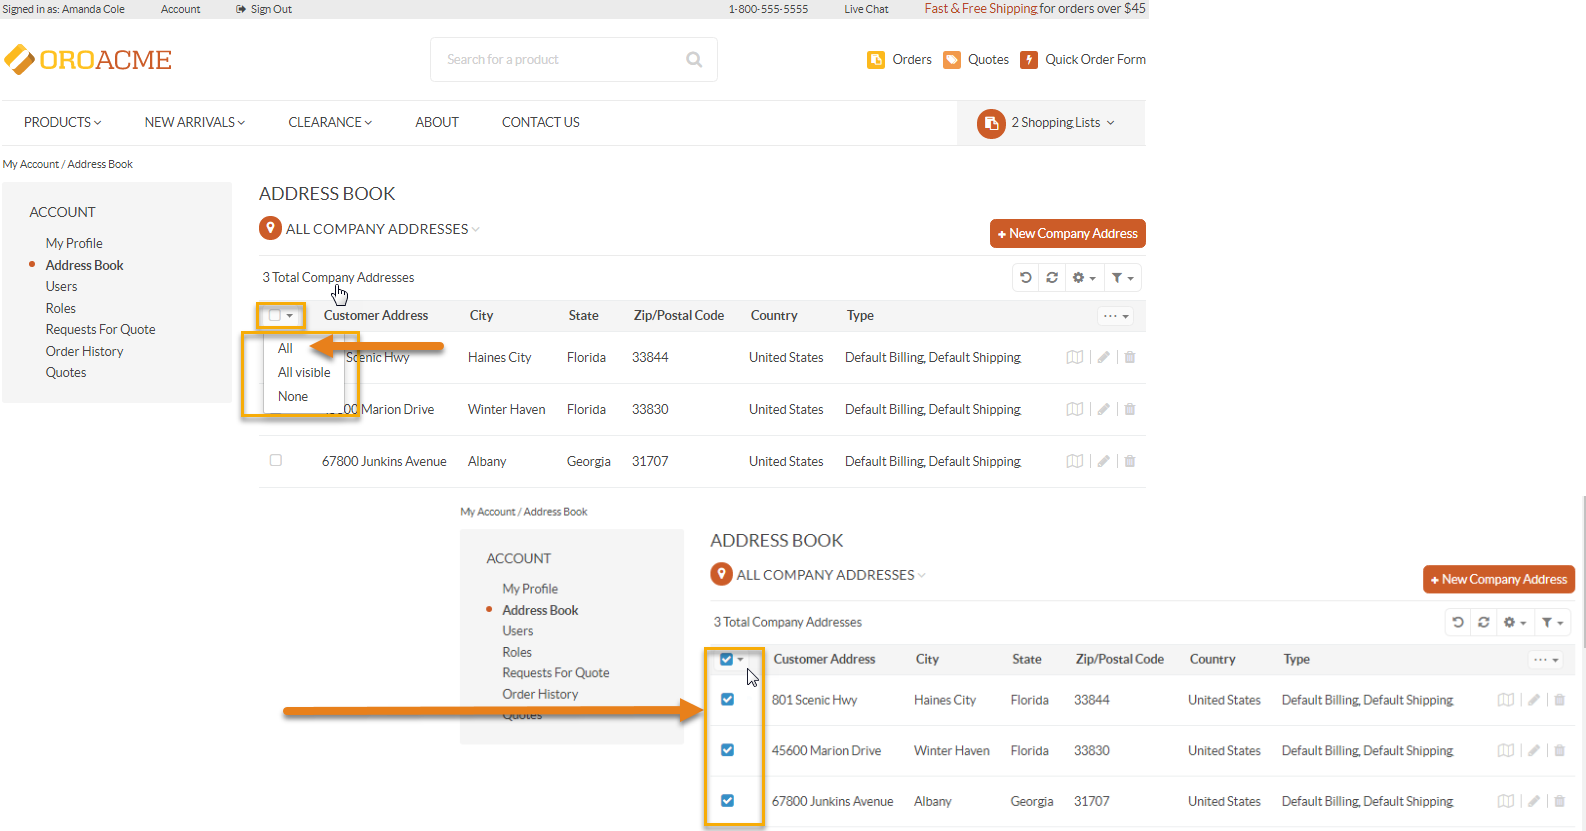 Signed in as: Amanda Cole Account Sign Out 1-800-555-5555 Live Chat Fast & Free Shipping for orders over $45
OROACME Search for a product Orders Quotes Quick Order Form
PRODUCTS NEW ARRIVALS CLEARANCE ABOUT CONTACT US 2 Shopping Lists
My Account / Address Book
ACCOUNT
My Profile
Address Book
Users
Roles
Requests For Quote
Order History
Quotes
ADDRESS BOOK
ALL COMPANY ADDRESSES
+ New Company Address
3 Total Company Addresses
Customer Address City State Zip/Postal Code Country Type
All
All visible
None
Scenic Hwy Haines City Florida 33844 United States Default Billing, Default Shipping
Marion Drive Winter Haven Florida 33830 United States Default Billing, Default Shipping
67800 Junkins Avenue Albany Georgia 31707 United States Default Billing, Default Shipping
My Account / Address Book
ACCOUNT
My Profile
Address Book
Users
Roles
Requests For Quote
Order History
Quotes
ADDRESS BOOK
ALL COMPANY ADDRESSES
+ New Company Address
3 Total Company Addresses
Customer Address City State Zip/Postal Code Country Type
801 Scenic Hwy Haines City Florida 33844 United States Default Billing, Default Shipping
45600 Marion Drive Winter Haven Florida 33830 United States Default Billing, Default Shipping
67800 Junkins Avenue Albany Georgia 31707 United States Default Billing, Default Shipping